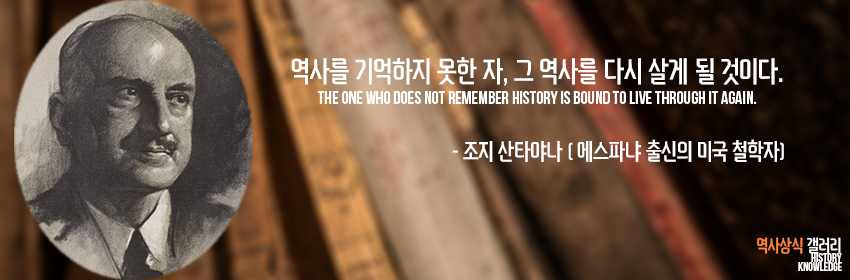 역사를 기억하지 못한 자, 그 역사를 다시 살게 될 것이다.
THE ONE WHO DOES NOT REMEMBER HISTORY IS BOUND TO LIVE THROUGH IT AGAIN.
- 조지 산타야나 ( 에스파냐 출신의 미국 철학자)
역사상식 갤러리
HISTORY
KNOWLEDGE